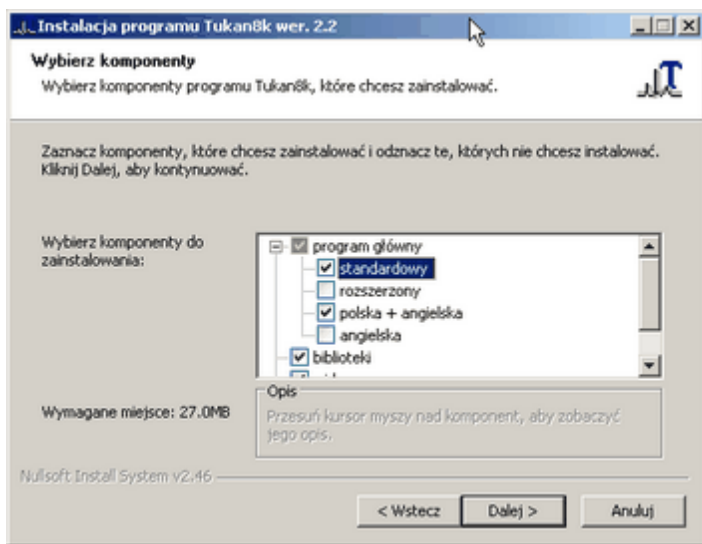 Instalacja programu Tukan8k wer. 2.2
Wybierz komponenty
Wybierz komponenty programu Tukan8k, które chcesz zainstalować.
T
Zaznacz komponenty, które chcesz zainstalować i odznacz te, których nie chcesz instalować.
Kliknij Dalej, aby kontynuować.
Wybierz komponenty do
zainstalowania:
program główny
standardowy
rozszerzony
polska + angielska
angielska
biblioteki
Wymagane miejsce: 27.0MB
Opis
Przesuń kursor myszy nad komponent, aby zobaczyć
jego opis.
Nullsoft Install System v2.46
< Wstecz
Dalej >
Anuluj